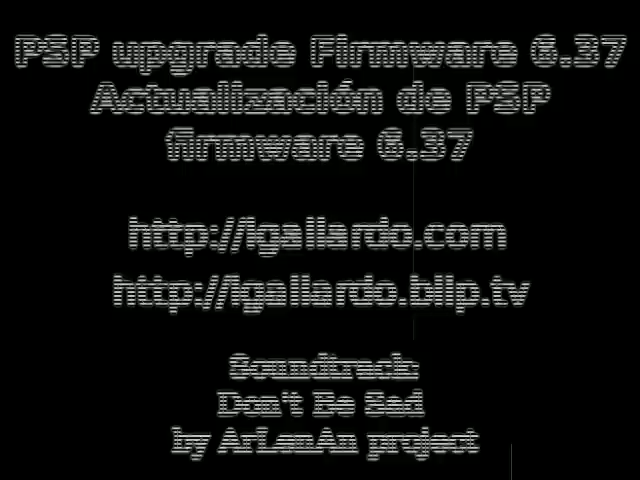 PSP upgrade Firmware 6.37
Actualización de PSP
firmware 6.37
http://lgallardo.com
http://lgallardo.blip.tv
Soundtrack:
Don't Be Sad
by ArLenAn project